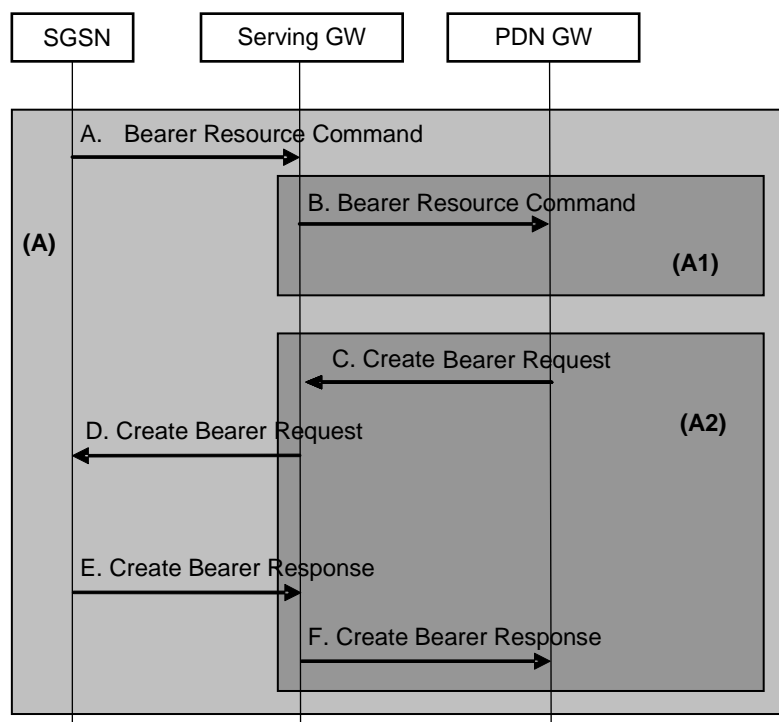 SGSN
Serving GW
PDN GW
A. Bearer Resource Command
B. Bearer Resource Command
(A)
(A1)
C. Create Bearer Request
(A2)
D. Create Bearer Request
E. Create Bearer Response
F. Create Bearer Response